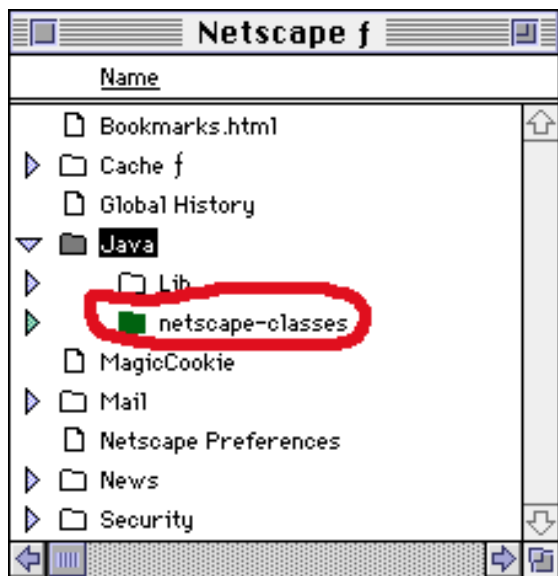 Netscape ƒ
Name
Bookmarks.html
Cache ƒ
Global History
Java
Lib
netscape-classes
MagicCookie
Mail
Netscape Preferences
News
Security